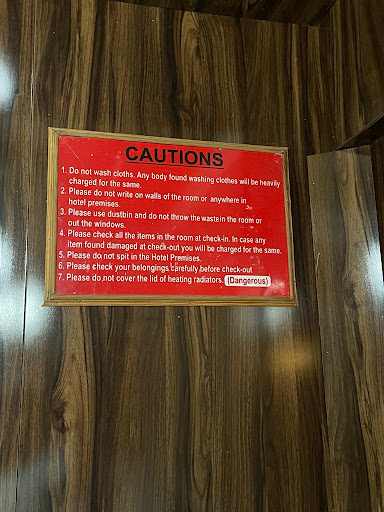 CAUTIONS
1. Do not wash cloths. Any body found washing clothes will be heavily
charged for the same.
2. Please do not write on walls of the room or anywhere in
hotel premises.
3. Please use dustbin and do not throw the wastein the room or
out the windows.
4. Please check all the items in the room at check-in. In case any
item found damaged at check-out you will be charged for the same.
5. Please do not spit in the Hotel Premises.
6. Please check your belongings carefully before check-out
7. Please do not cover the lid of heating radiators. (Dangerous)